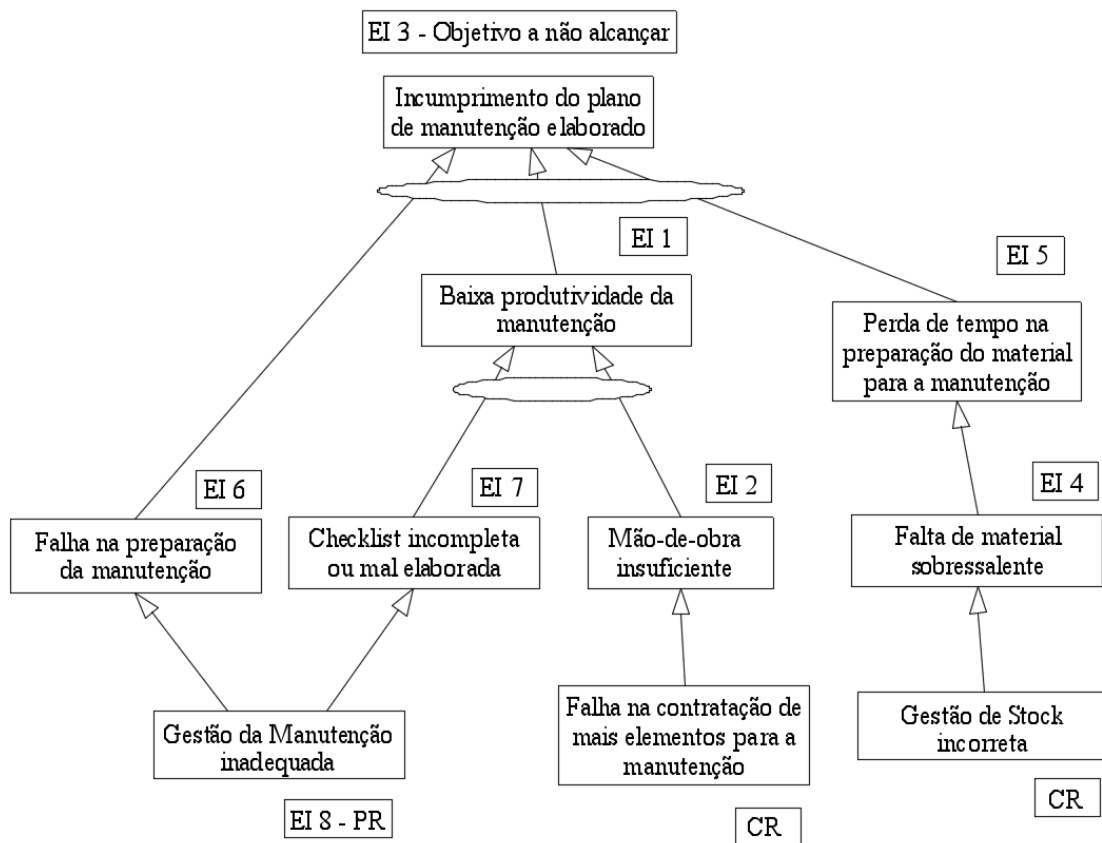 EI 3 - Objetivo a não alcançar
Incumprimento do plano
de manutenção elaborado
EI 1
Baixa produtividade da
manutenção
EI 5
Perda de tempo na
preparação do material
para a manutenção
EI 6
Falha na preparação
da manutenção
EI 7
Checklist incompleta
ou mal elaborada
EI 2
Mão-de-obra
insuficiente
EI 4
Falta de material
sobressalente
Gestão da Manutenção
inadequada
EI 8 - PR
Falha na contratação de
mais elementos para a
manutenção
CR
Gestão de Stock
incorreta
CR